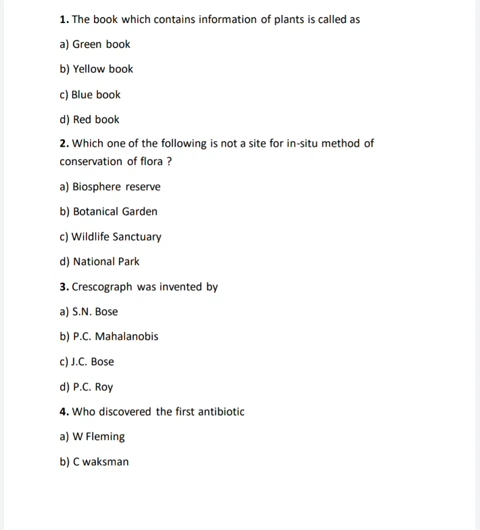 1. The book which contains information of plants is called as
a) Green book
b) Yellow book
c) Blue book
d) Red book
2. Which one of the following is not a site for in-situ method of
conservation of flora ?
a) Biosphere reserve
b) Botanical Garden
c) Wildlife Sanctuary
d) National Park
3. Crescograph was invented by
a) S.N. Bose
b) P.C. Mahalanobis
c) J.C. Bose
d) P.C. Roy
4. Who discovered the first antibiotic
a) W Fleming
b) C waksman